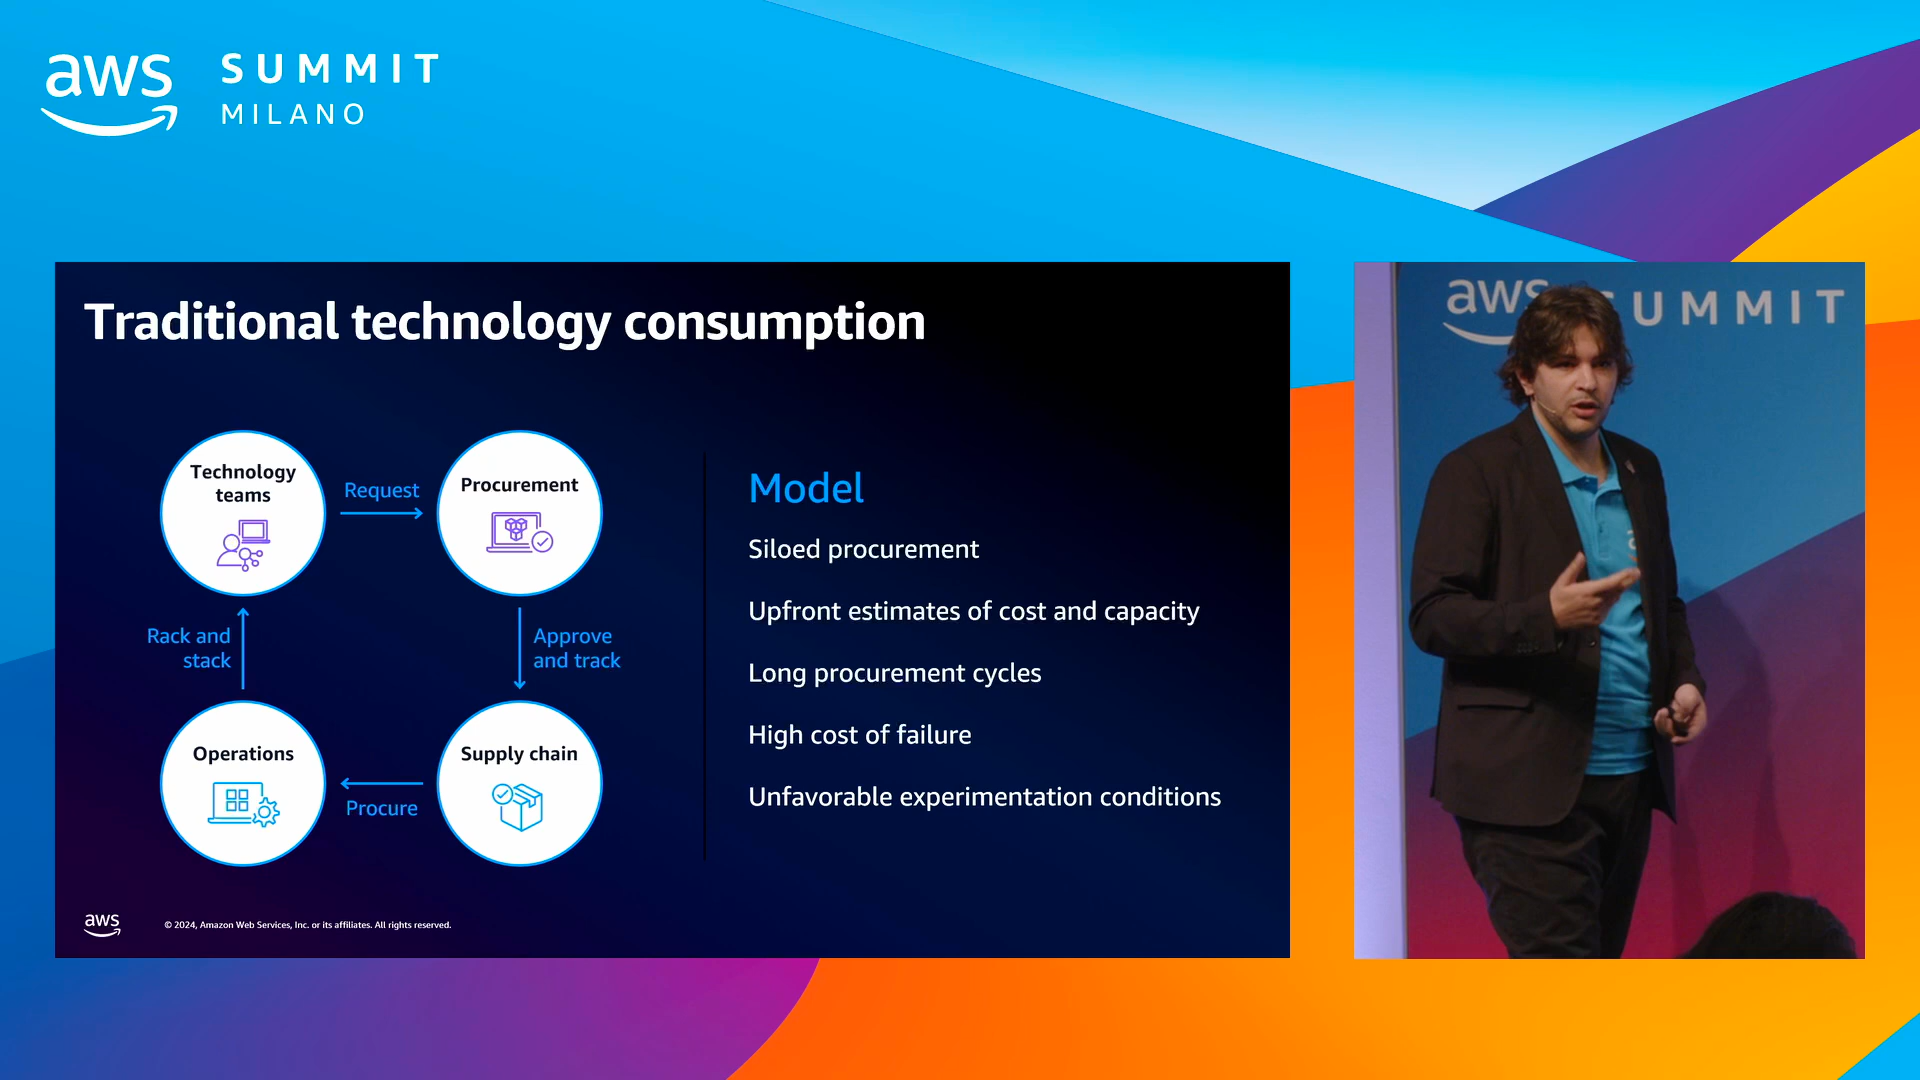 aws
SUMMIT
MILANO
Traditional technology consumption
Technology
teams
Request
Procurement
Rack and
stack
Approve
and track
Operations
Procure
Supply chain
Model
Siloed procurement
Upfront estimates of cost and capacity
Long procurement cycles
High cost of failure
Unfavorable experimentation conditions
aws
© 2024, Amazon Web Services, Inc. or its affiliates. All rights reserved.
aws SUMMIT